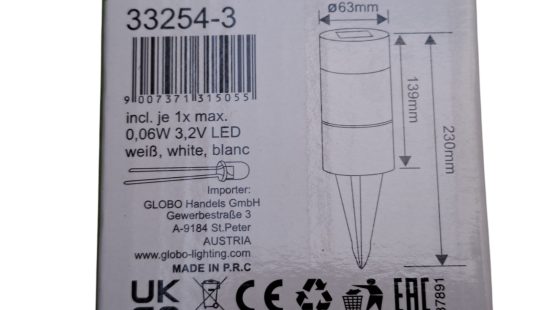 33254-3
ø63mm
9 007371 315055
139mm
230mm
incl. je 1x max.
0,06W 3,2V LED
weiß, white, blanc
Importer:
GLOBO Handels GmbH
Gewerbestraße 3
A-9184 St.Peter
AUSTRIA
www.globo-lighting.com
MADE IN P.R.C
UK
CE
EAC
37891